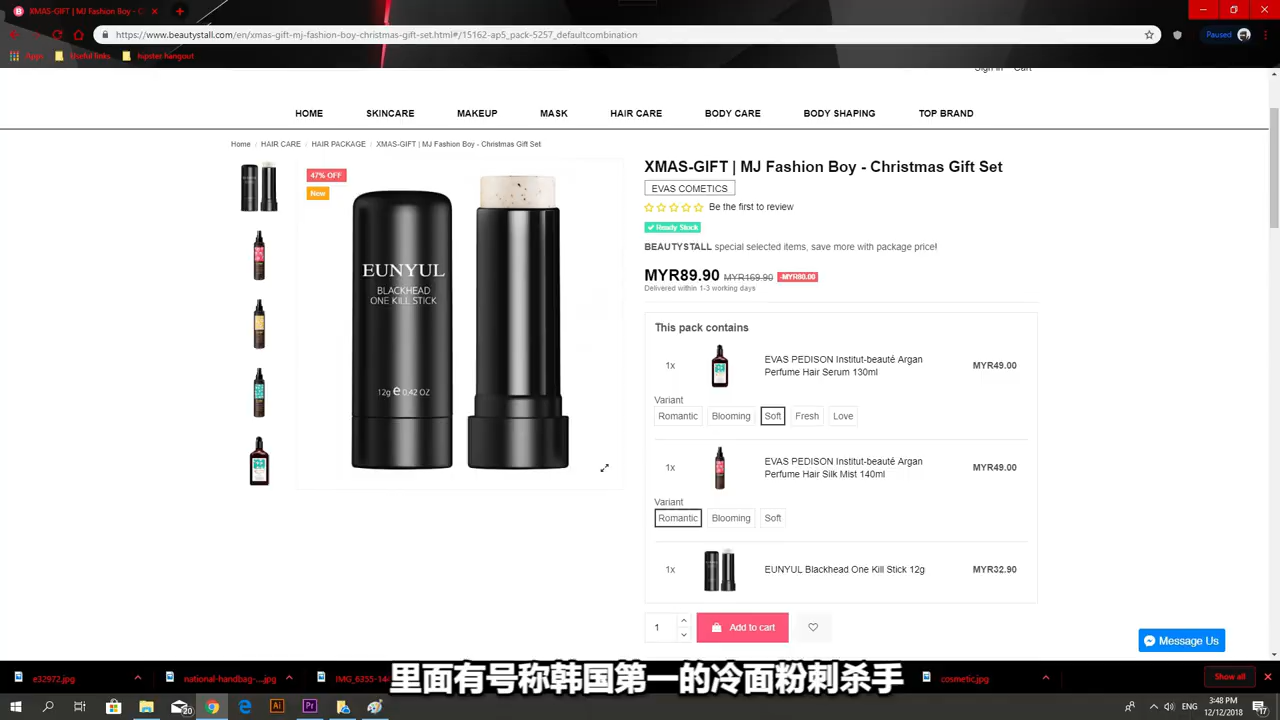 XMAS-GIFT | MJ Fashion Boy - C
https://www.beautystall.com/en/xmas-gift-mj-fashion-boy-christmas-gift-set.html#/15162-ap5_pack-5257_defaultcombination
Paused
Apps Useful links hipster hangout
Sign in Cart
HOME SKINCARE MAKEUP MASK HAIR CARE BODY CARE BODY SHAPING TOP BRAND
Home / HAIR CARE / HAIR PACKAGE / XMAS-GIFT | MJ Fashion Boy - Christmas Gift Set
47% OFF
New
EUNYUL
BLACKHEAD
ONE KILL STICK
12g e 0.42 OZ
XMAS-GIFT | MJ Fashion Boy - Christmas Gift Set
EVAS COMETICS
Be the first to review
Ready Stock
BEAUTYSTALL special selected items, save more with package price!
MYR89.90 MYR169.90 -MYR80.00
Delivered within 1-3 working days
This pack contains
1x
EVAS PEDISON Institut-beauté Argan
Perfume Hair Serum 130ml
MYR49.00
Variant
Romantic Blooming Soft Fresh Love
1x
EVAS PEDISON Institut-beauté Argan
Perfume Hair Silk Mist 140ml
MYR49.00
Variant
Romantic Blooming Soft
1x
EUNYUL Blackhead One Kill Stick 12g
MYR32.90
1
Add to cart
Message Us
里面有号称韩国第一的冷面粉刺杀手
e32972.jpg
national-handbag-....jpg
cosmetic.jpg
Show all
20
Ai
Pr
3:48 PM
12/12/2018
17